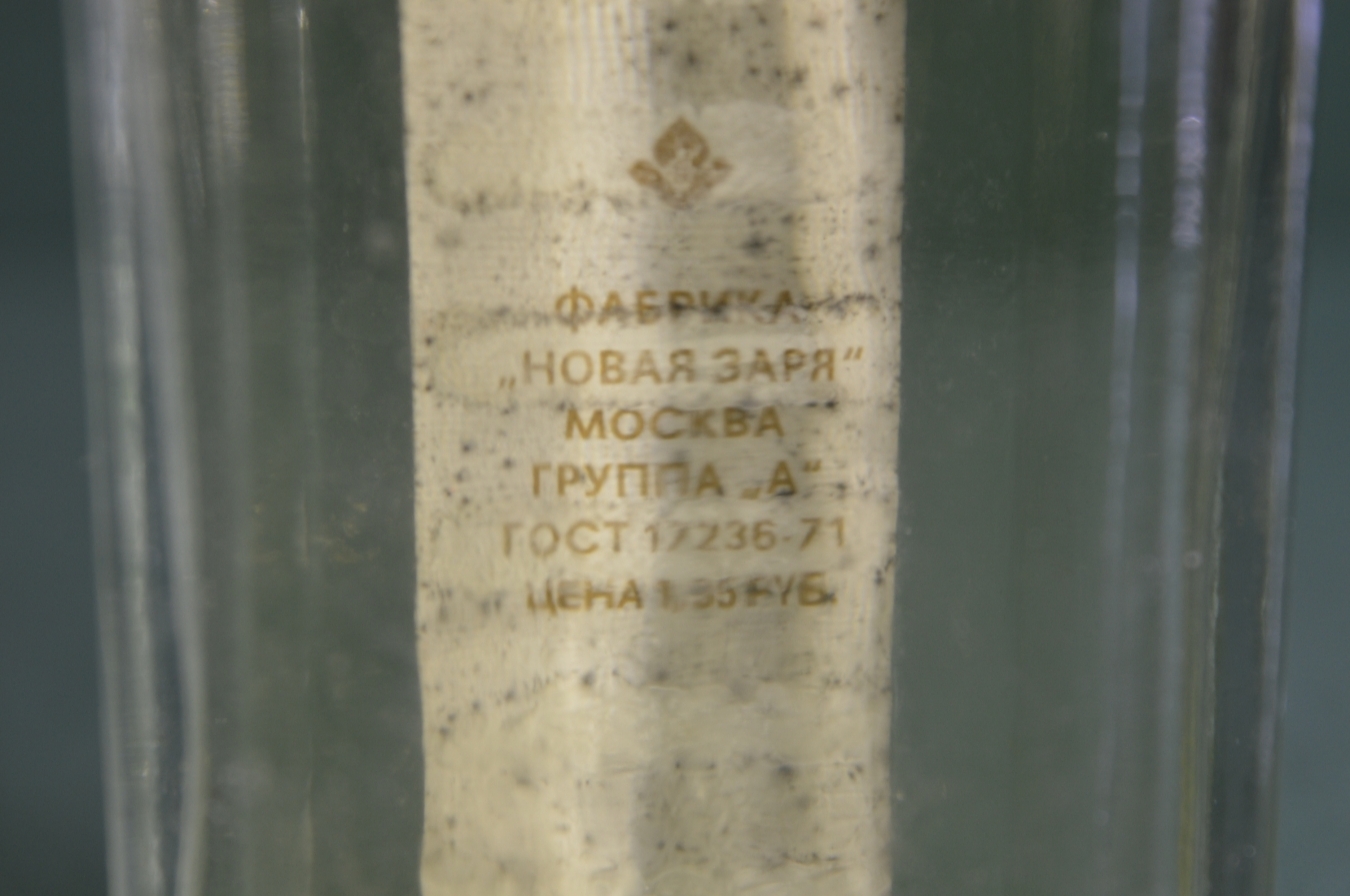 ФАБРИКА
„НОВАЯ ЗАРЯ“
МОСКВА
ГРУППА „А“
ГОСТ 17236-71
ЦЕНА РУБ.